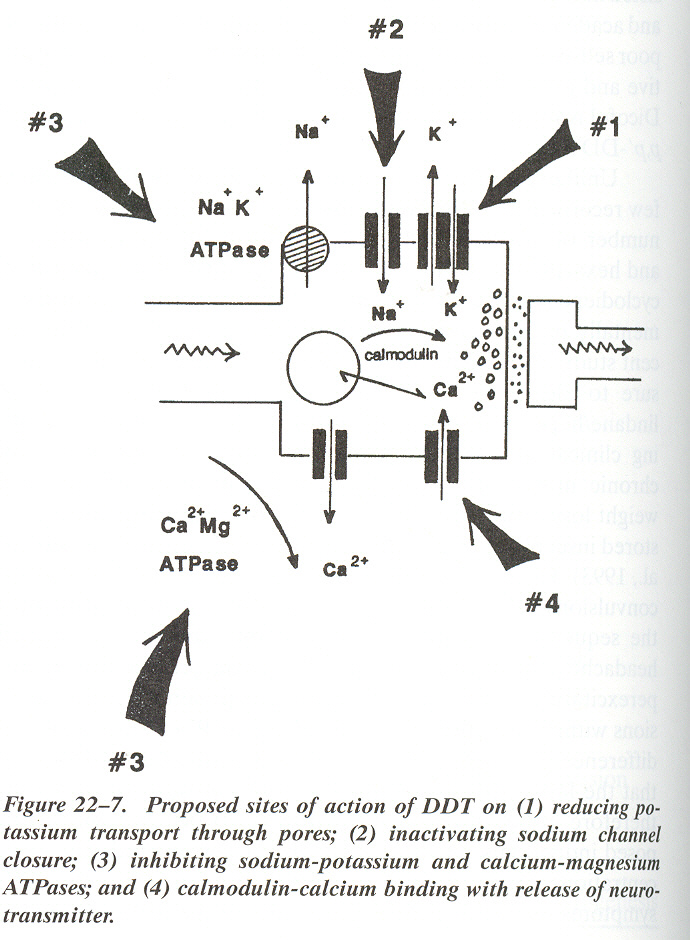 #2
#3
#1
Na+
K+
Na+ K+
ATPase
Na+
K+
calmodulin
Ca2+
Ca2+Mg2+
ATPase
Ca2+
#4
#3
Figure 22–7. Proposed sites of action of DDT on (1) reducing po-
tassium transport through pores; (2) inactivating sodium channel
closure; (3) inhibiting sodium-potassium and calcium-magnesium
ATPases; and (4) calmodulin-calcium binding with release of neuro-
transmitter.